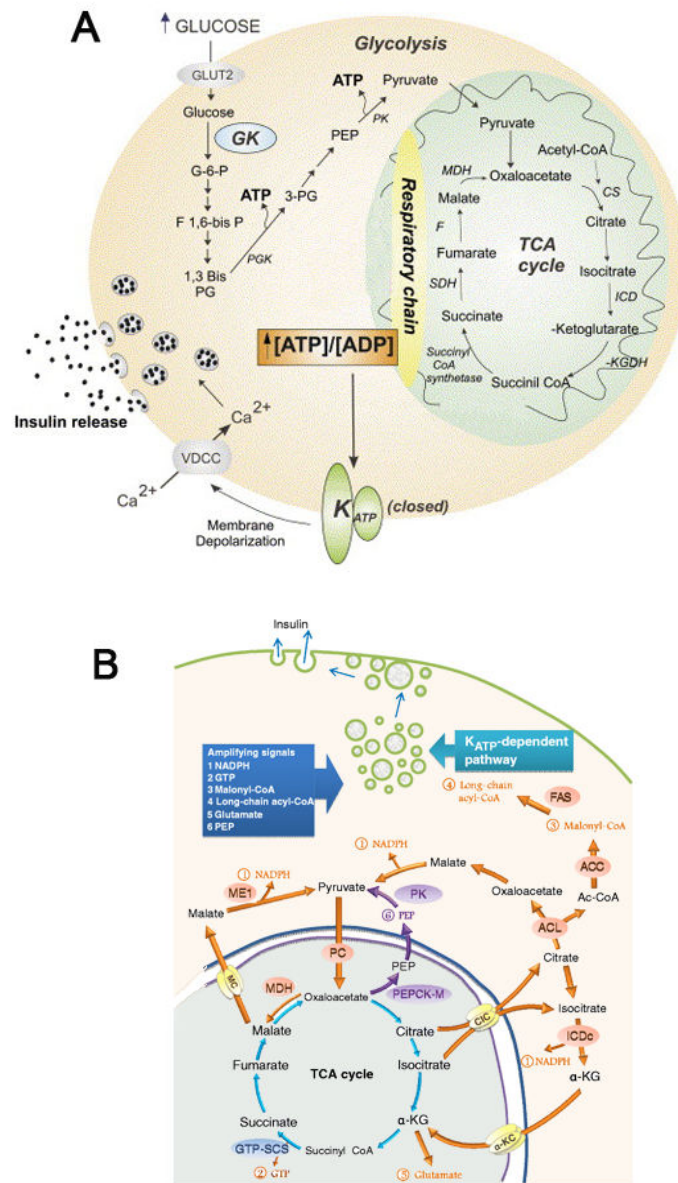 A
GLUCOSE
GLUT2
Glucose
GK
G-6-P
F 1,6-bis P
1,3 Bis
PG
PGK
ATP
3-PG
PEP
ATP
PK
Pyruvate
Glycolysis
Respiratory chain
Pyruvate
Acetyl-CoA
MDH
Oxaloacetate
CS
Malate
Citrate
F
TCA
cycle
Fumarate
Isocitrate
SDH
ICD
Succinate
-Ketoglutarate
Succinyl
CoA
synthetase
-KGDH
Succinil CoA
[ATP]/[ADP]
Insulin release
Ca2+
VDCC
Ca2+
Membrane
Depolarization
K ATP
(closed)
B
Insulin
Amplifying signals
1 NADPH
2 GTP
3 Malonyl-CoA
4 Long-chain acyl-CoA
5 Glutamate
6 PEP
KATP-dependent
pathway
④ Long-chain
acyl-CoA
FAS
③ Malonyl-CoA
ACC
Ac-CoA
① NADPH
Malate
Oxaloacetate
ACL
Citrate
① NADPH
ME1
Pyruvate
PK
⑥ PEP
Malate
MC
PC
PEP
PEPCK-M
MDH
Oxaloacetate
Malate
Citrate
CIC
Isocitrate
ICDc
① NADPH
α-KG
Fumarate
TCA cycle
Isocitrate
Succinate
α-KG
α-KC
GTP-SCS
Succinyl CoA
② GTP
⑤ Glutamate